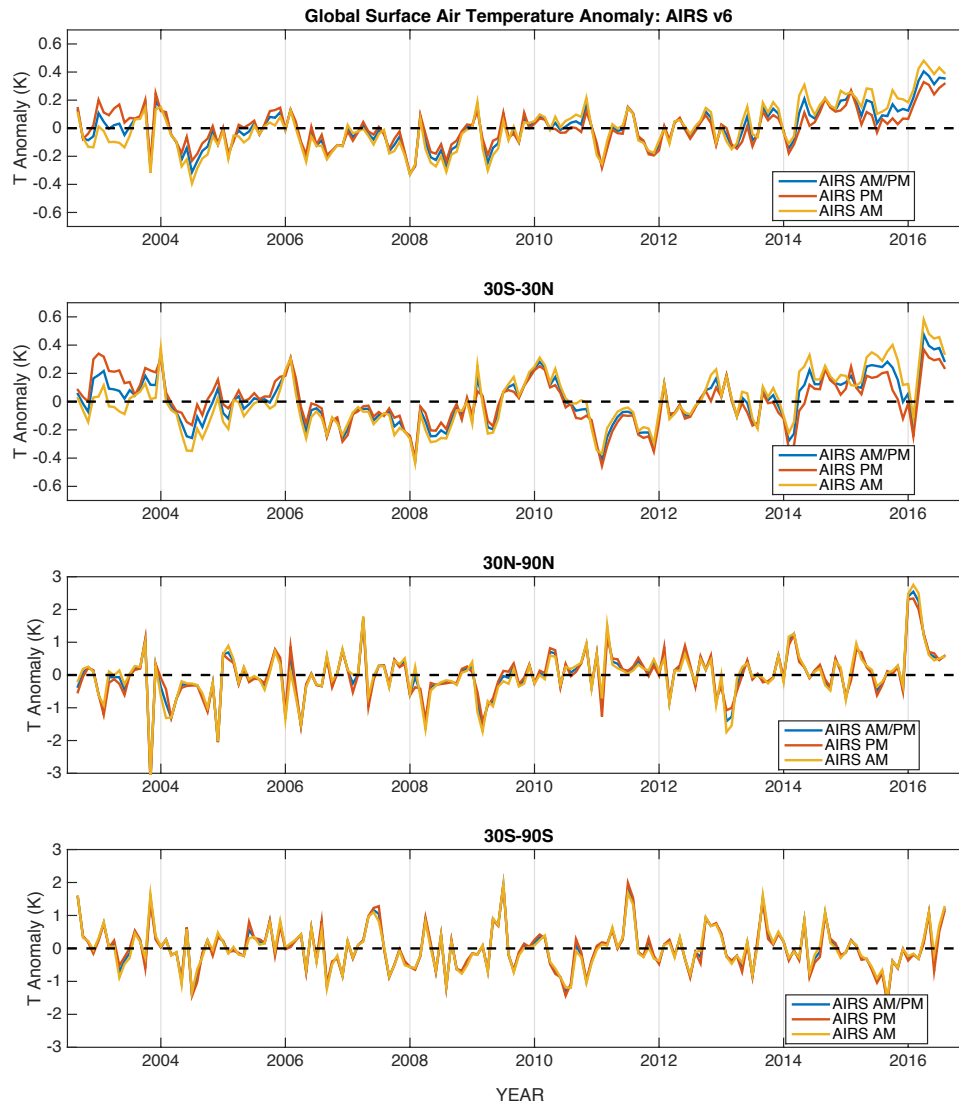 Global Surface Air Temperature Anomaly: AIRS v6
T Anomaly (K)
0.6
0.4
0.2
0
-0.2
-0.4
-0.6
AIRS AM/PM
AIRS PM
AIRS AM
2004 2006 2008 2010 2012 2014 2016
30S-30N
T Anomaly (K)
0.6
0.4
0.2
0
-0.2
-0.4
-0.6
AIRS AM/PM
AIRS PM
AIRS AM
2004 2006 2008 2010 2012 2014 2016
30N-90N
T Anomaly (K)
3
2
1
0
-1
-2
-3
AIRS AM/PM
AIRS PM
AIRS AM
2004 2006 2008 2010 2012 2014 2016
30S-90S
T Anomaly (K)
3
2
1
0
-1
-2
-3
AIRS AM/PM
AIRS PM
AIRS AM
2004 2006 2008 2010 2012 2014 2016
YEAR